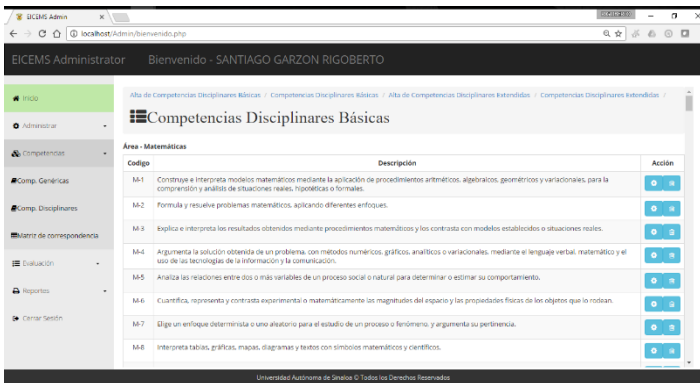 EICEMS Admin
localhost/Admin/bienvenido.php
EICEMS Administrator Bienvenido - SANTIAGO GARZON RIGOBERTO
Inicio
Administrar
Competencias
Comp. Genéricas
Comp. Disciplinares
Matriz de correspondencia
Evaluación
Reportes
Cerrar Sesión
Alta de Competencias Disciplinares Básicas / Competencias Disciplinares Básicas / Alta de Competencias Disciplinares Extendidas / Competencias Disciplinares Extendidas /
Competencias Disciplinares Básicas
Área - Matemáticas
Codigo Descripción Acción
M-1 Construye e interpreta modelos matemáticos mediante la aplicación de procedimientos aritméticos, algebraicos, geométricos y variacionales, para la
comprensión y análisis de situaciones reales, hipotéticas o formales.
M-2 Formula y resuelve problemas matemáticos, aplicando diferentes enfoques.
M-3 Explica e interpreta los resultados obtenidos mediante procedimientos matemáticos y los contrasta con modelos establecidos o situaciones reales.
M-4 Argumenta la solución obtenida de un problema, con métodos numéricos, gráficos, analíticos o variacionales, mediante el lenguaje verbal, matemático y el
uso de las tecnologías de la información y la comunicación.
M-5 Analiza las relaciones entre dos o más variables de un proceso social o natural para determinar o estimar su comportamiento.
M-6 Cuantifica, representa y contrasta experimental o matemáticamente las magnitudes del espacio y las propiedades físicas de los objetos que lo rodean.
M-7 Elige un enfoque determinista o uno aleatorio para el estudio de un proceso o fenómeno, y argumenta su pertinencia.
M-8 Interpreta tablas, gráficas, mapas, diagramas y textos con símbolos matemáticos y científicos.
Universidad Autónoma de Sinaloa © Todos los Derechos Reservados